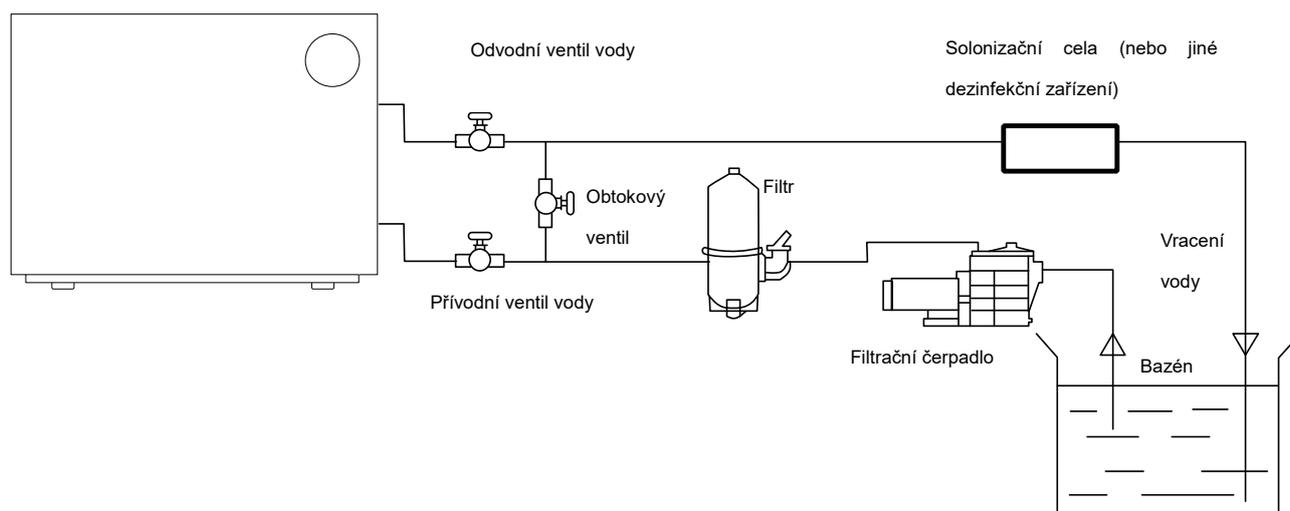 Odvodní ventil vody
Solonizační cela (nebo jiné
dezinfekční zařízení)
Obtokový
ventil
Filtr
Přívodní ventil vody
Vracení
vody
Filtrační čerpadlo
Bazén